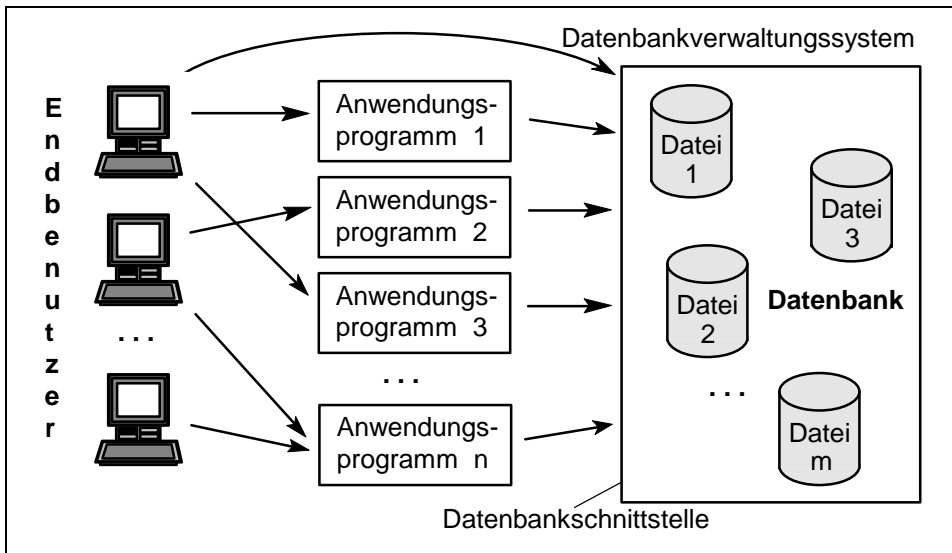 Datenbankverwaltungssystem
Endbenutzer
Anwendungs-
programm 1
Anwendungs-
programm 2
Anwendungs-
programm 3
. . .
Anwendungs-
programm n
. . .
Datei
1
Datei
3
Datei
2
Datenbank
. . .
Datei
m
Datenbankschnittstelle